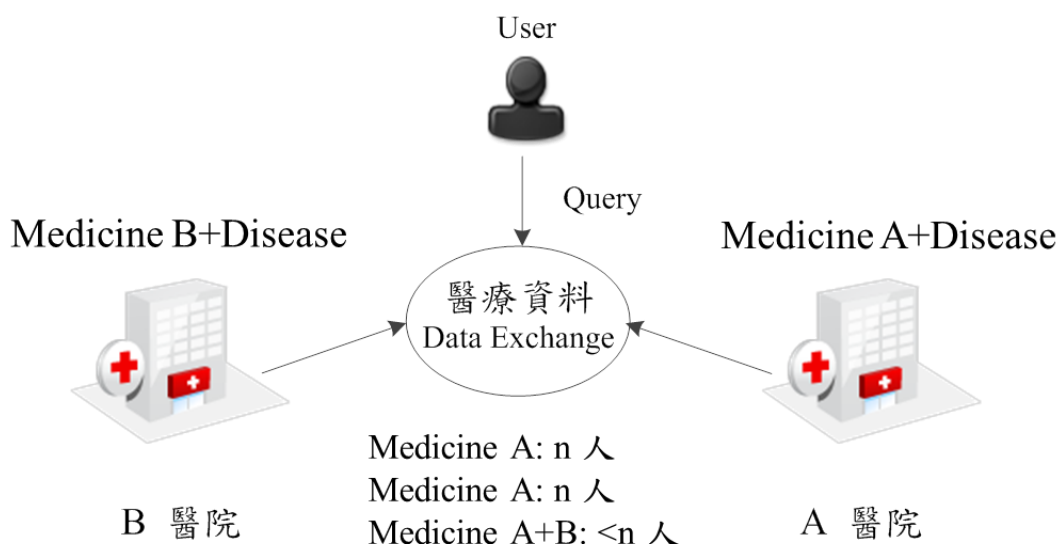 User
Query
Medicine B+Disease
Medicine A+Disease
醫療資料
Data Exchange
Medicine A: n 人
Medicine A: n 人
Medicine A+B: <n 人
B 醫院
A 醫院